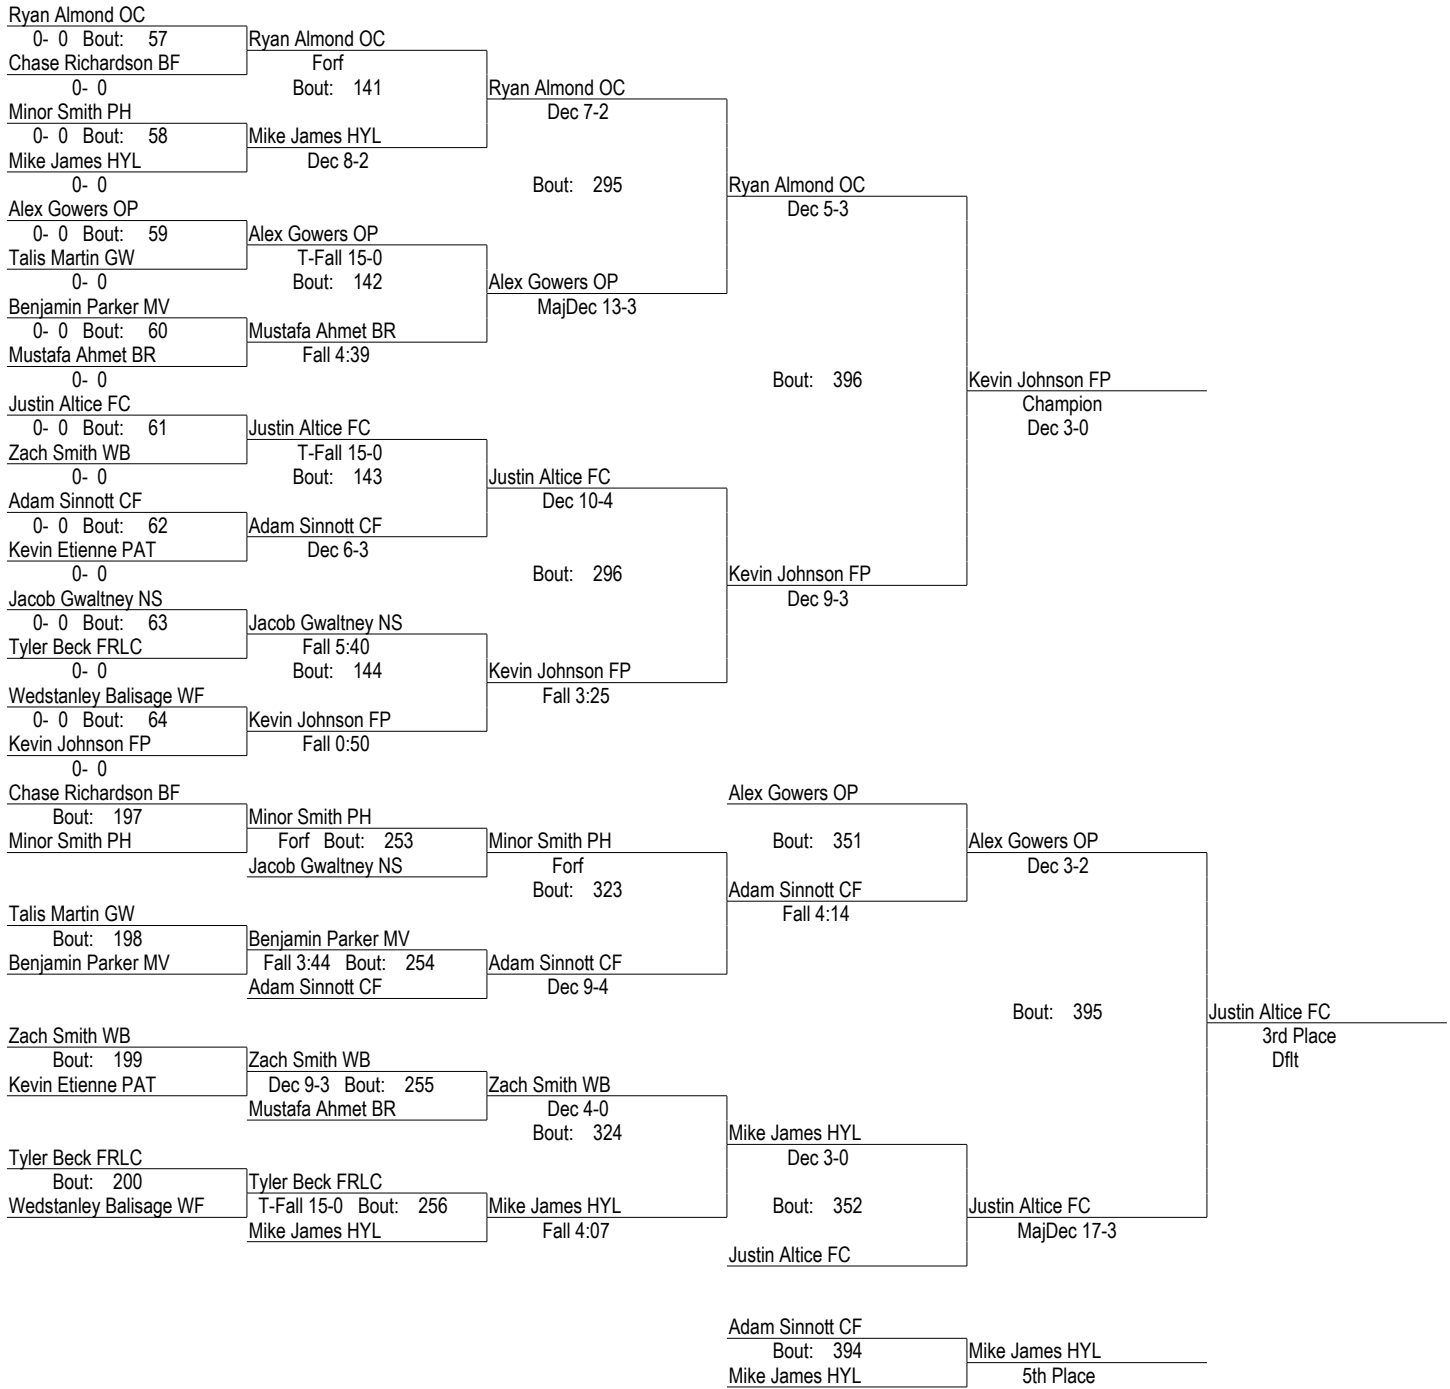 Ryan Almond OC
0- 0 Bout: 57 Ryan Almond OC
Chase Richardson BF Forf
0- 0 Bout: 141 Ryan Almond OC
Minor Smith PH Dec 7-2
0- 0 Bout: 58 Mike James HYL
Mike James HYL Dec 8-2
0- 0 Bout: 295 Ryan Almond OC
Alex Gowers OP Dec 5-3
0- 0 Bout: 59 Alex Gowers OP
Talis Martin GW T-Fall 15-0
0- 0 Bout: 142 Alex Gowers OP
Benjamin Parker MV MajDec 13-3
0- 0 Bout: 60 Mustafa Ahmet BR
Mustafa Ahmet BR Fall 4:39
0- 0 Bout: 396 Kevin Johnson FP
Justin Altice FC Champion
0- 0 Bout: 61 Justin Altice FC Dec 3-0
Zach Smith WB T-Fall 15-0
0- 0 Bout: 143 Justin Altice FC
Adam Sinnott CF Dec 10-4
0- 0 Bout: 62 Adam Sinnott CF
Kevin Etienne PAT Dec 6-3
0- 0 Bout: 296 Kevin Johnson FP
Jacob Gwaltney NS Dec 9-3
0- 0 Bout: 63 Jacob Gwaltney NS
Tyler Beck FRLC Fall 5:40
0- 0 Bout: 144 Kevin Johnson FP
Wedstanley Balisage WF Fall 3:25
0- 0 Bout: 64 Kevin Johnson FP
Kevin Johnson FP Fall 0:50
0- 0
Chase Richardson BF Alex Gowers OP
Bout: 197 Minor Smith PH
Minor Smith PH Forf Bout: 253 Minor Smith PH Bout: 351 Alex Gowers OP
Jacob Gwaltney NS Forf Dec 3-2
Bout: 323 Adam Sinnott CF
Talis Martin GW Fall 4:14
Bout: 198 Benjamin Parker MV
Benjamin Parker MV Fall 3:44 Bout: 254 Adam Sinnott CF
Adam Sinnott CF Dec 9-4
Bout: 395 Justin Altice FC
Zach Smith WB 3rd Place
Bout: 199 Zach Smith WB Dflt
Kevin Etienne PAT Dec 9-3 Bout: 255 Zach Smith WB
Mustafa Ahmet BR Dec 4-0
Bout: 324 Mike James HYL
Tyler Beck FRLC Dec 3-0
Bout: 200 Tyler Beck FRLC
Wedstanley Balisage WF T-Fall 15-0 Bout: 256 Mike James HYL Bout: 352 Justin Altice FC
Mike James HYL Fall 4:07 MajDec 17-3
Justin Altice FC
Adam Sinnott CF
Bout: 394 Mike James HYL
Mike James HYL 5th Place